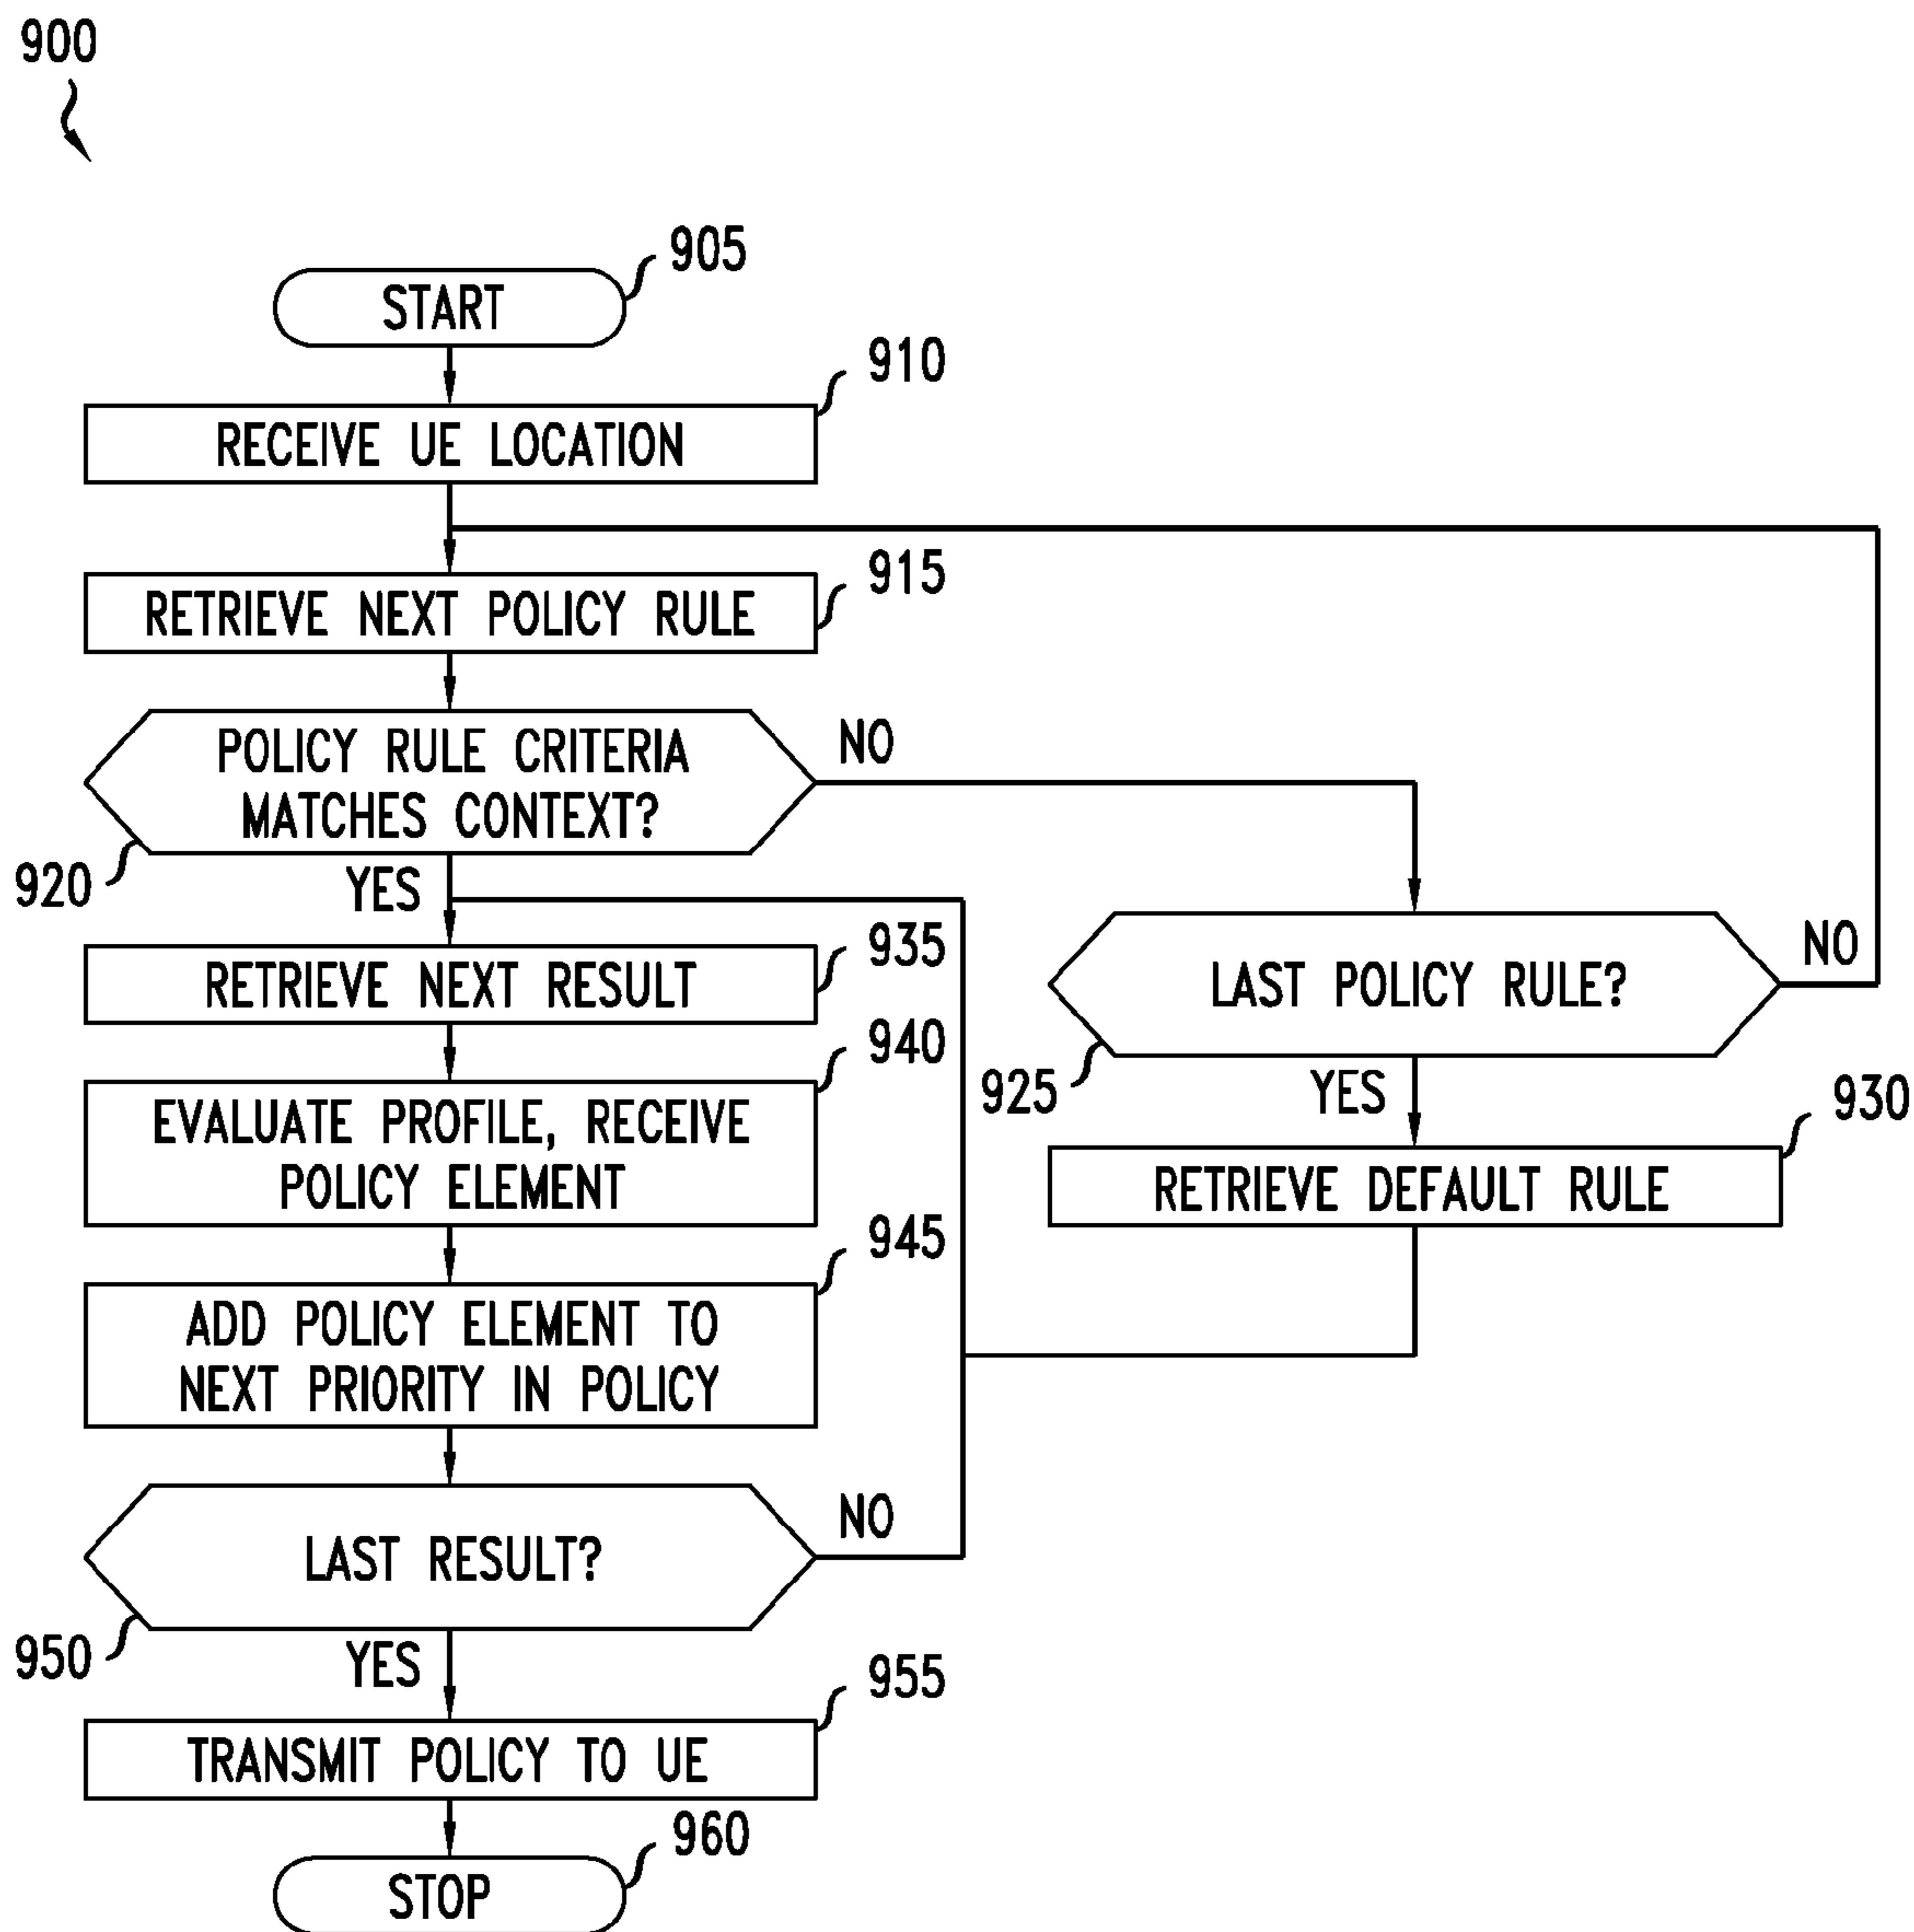 900
905
START
910
RECEIVE UE LOCATION
915
RETRIEVE NEXT POLICY RULE
POLICY RULE CRITERIA
MATCHES CONTEXT?
NO
920
YES
935
RETRIEVE NEXT RESULT
LAST POLICY RULE?
NO
925
YES
930
RETRIEVE DEFAULT RULE
940
EVALUATE PROFILE, RECEIVE
POLICY ELEMENT
945
ADD POLICY ELEMENT TO
NEXT PRIORITY IN POLICY
LAST RESULT?
NO
950
YES
955
TRANSMIT POLICY TO UE
960
STOP